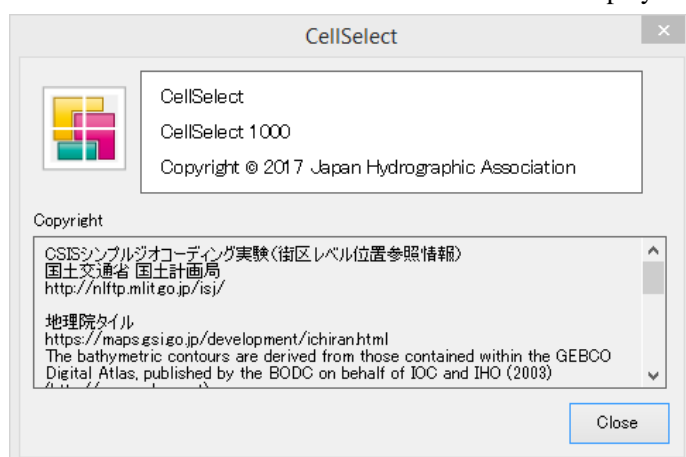 play
CellSelect
CellSelect
CellSelect 1000
Copyright © 2017 Japan Hydrographic Association
Copyright
CSISシンプルジオコーディング実験(街区レベル位置参照情報)
国土交通省 国土計画局
http://nlftp.mlit.go.jp/isj/
地理院タイル
https://maps.gsi.go.jp/development/ichiran.html
The bathymetric contours are derived from those contained within the GEBCO
Digital Atlas, published by the BODC on behalf of IOC and IHO (2003)
Close